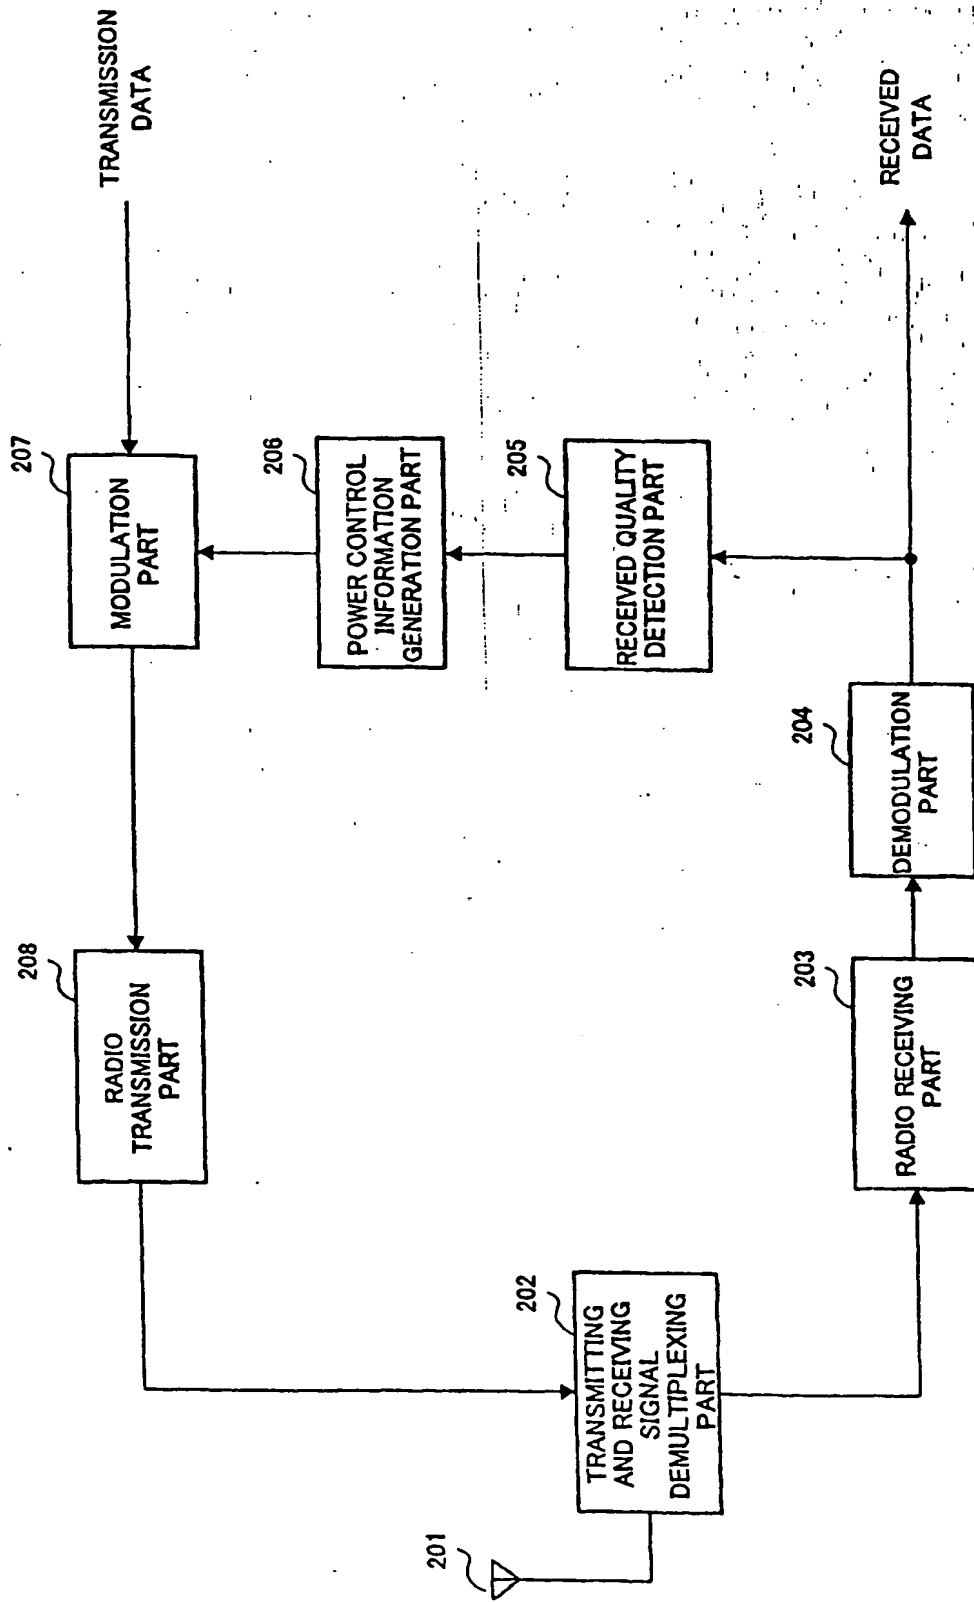 201
202
TRANSMITTING
AND RECEIVING
SIGNAL
DEMULTIPLEXING
PART
208
RADIO
TRANSMISSION
PART
207
MODULATION
PART
TRANSMISSION
DATA
206
POWER CONTROL
INFORMATION
GENERATION PART
205
RECEIVED QUALITY
DETECTION PART
203
RADIO RECEIVING
PART
204
DEMODULATION
PART
RECEIVED
DATA